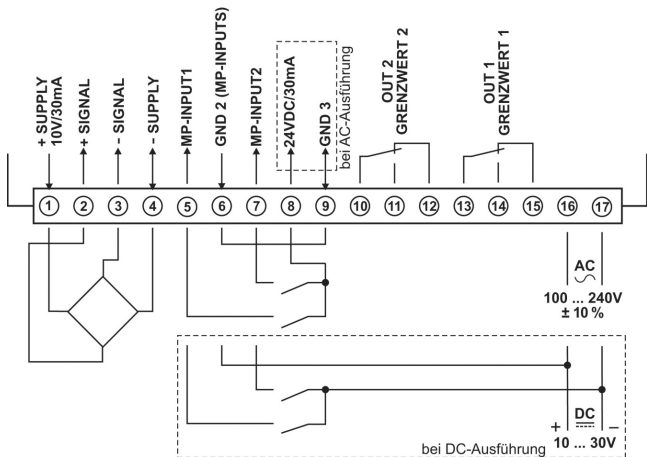 + SUPPLY
10V/30mA
+ SIGNAL
− SIGNAL
− SUPPLY
MP-INPUT1
GND 2 (MP-INPUTS)
MP-INPUT2
24VDC/30mA
GND 3
bei AC-Ausführung
OUT 2
GRENZWERT 2
OUT 1
GRENZWERT 1
1 2 3 4 5 6 7 8 9 10 11 12 13 14 15 16 17
AC
100 ... 240V
± 10 %
DC
+ −
10 ... 30V
bei DC-Ausführung